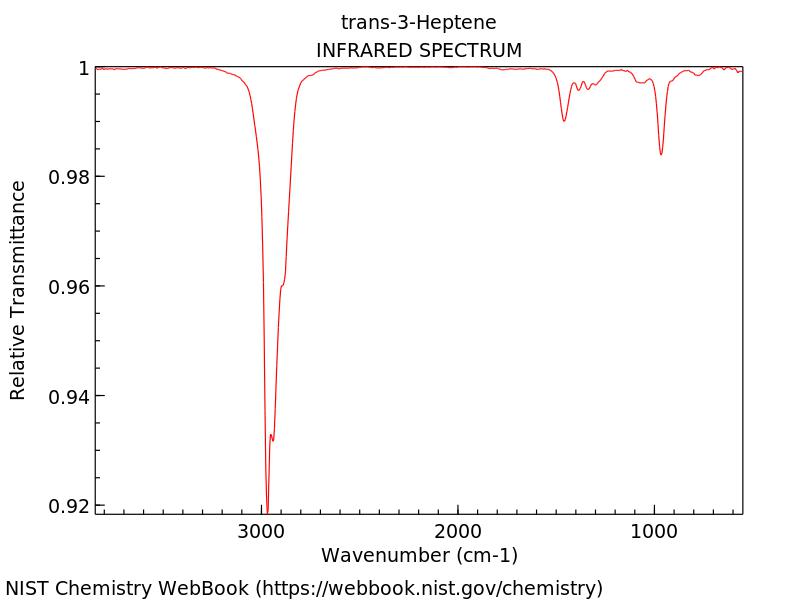 trans-3-Heptene
INFRARED SPECTRUM
1
0.98
0.96
0.94
0.92
Relative Transmittance
3000 2000 1000
Wavenumber (cm-1)
NIST Chemistry WebBook (https://webbook.nist.gov/chemistry)